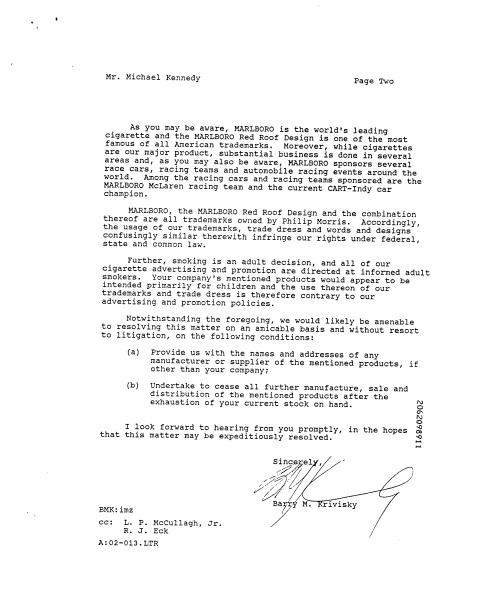 Mr. Michael Kennedy
Page Two
As you may be aware, MARLBORO is the world's leading
cigarette and the MARLBORO Red Roof Design is one of the most
famous of all American trademarks. Moreover, while cigarettes
are our major product, substantial business is done in several
areas and, as you may also be aware, MARLBORO sponsors several
race cars, racing teams and automobile racing events around the
world. Among the racing cars and racing teams sponsored are the
MARLBORO McLaren racing team and the current CART-Indy car
champion.
MARLBORO, the MARLBORO Red Roof Design and the combination
thereof are all trademarks owned by Philip Morris. Accordingly,
the usage of our trademarks, trade dress and words and designs
confusingly similar therewith infringe our rights under federal,
state and common law.
Further, smoking is an adult decision, and all of our
cigarette advertising and promotion are directed at informed adult
smokers. Your company's mentioned products would appear to be
intended primarily for children and the use thereon of our
trademarks and trade dress is therefore contrary to our
advertising and promotion policies.
Notwithstanding the foregoing, we would likely be amenable
to resolving this matter on an amicable basis and without resort
to litigation, on the following conditions:
(a) Provide us with the names and addresses of any
manufacturer or supplier of the mentioned products, if
other than your company;
(b) Undertake to cease all further manufacture, sale and
distribution of the mentioned products after the
exhaustion of your current stock on hand.
I look forward to hearing from you promptly, in the hopes
that this matter may be expeditiously resolved.
2062098911
Sincerely,
Barry M. Krivisky
BMK:imz
cc: L. P. McCullagh, Jr.
R. J. Eck
A:02-013.LTR